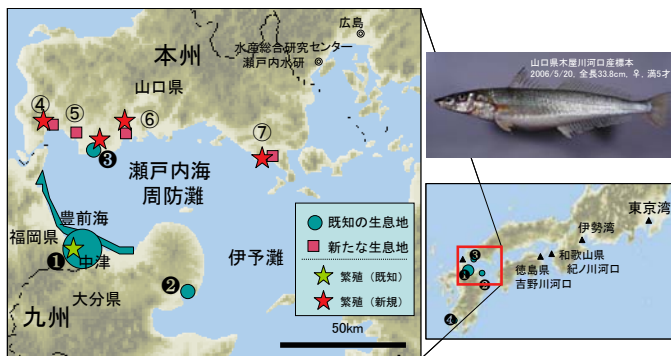 広島
水産総合研究センター
瀬戸内水研
本州
山口県
④
⑤
⑥
⑦
❸
瀬戸内海
周防灘
豊前海
福岡県
❶
中津
❷
大分県
九州
伊予灘
既知の生息地
新たな生息地
繁殖(既知)
繁殖(新規)
50km
山口県木屋川河口産標本
2006/5/20, 全長33.8cm, ♀, 満5才
東京湾
伊勢湾
和歌山県
紀ノ川河口
徳島県
吉野川河口
❸
❶
❷
❹